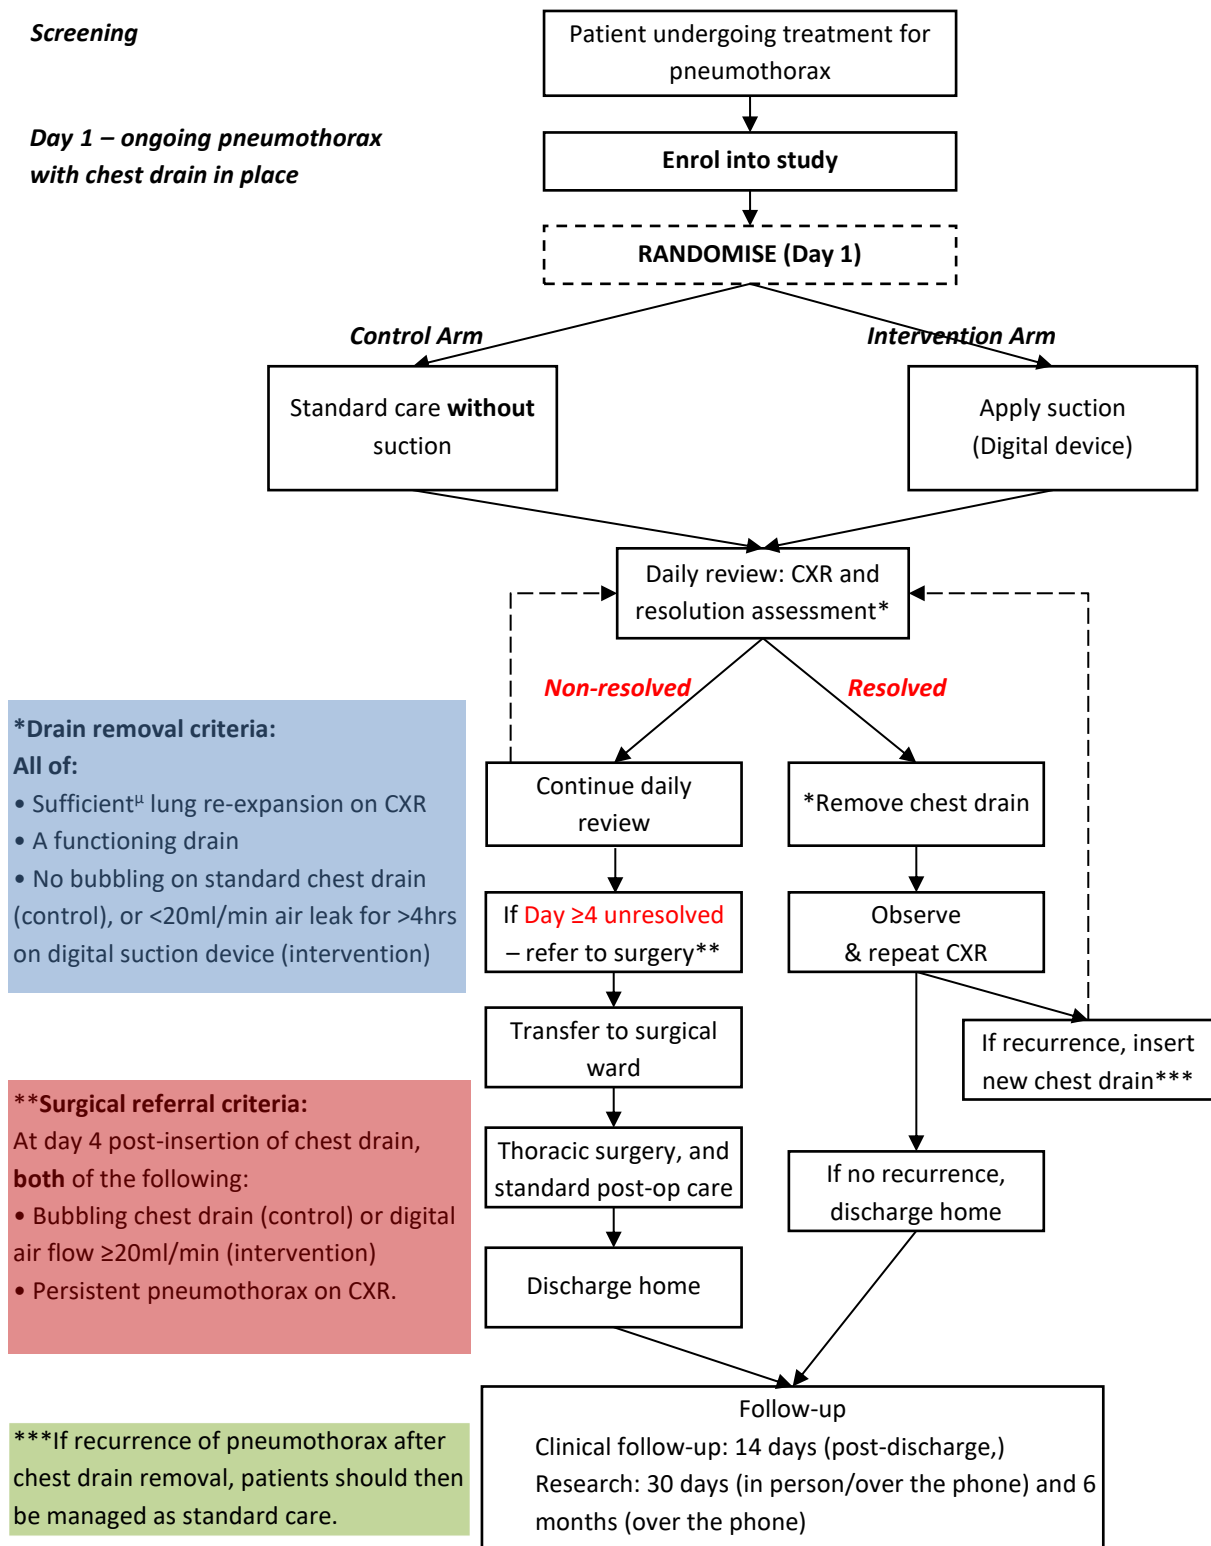 Screening
Patient undergoing treatment for
pneumothorax
Day 1 – ongoing pneumothorax
with chest drain in place
Enrol into study
RANDOMISE (Day 1)
Control Arm
Intervention Arm
Standard care without
suction
Apply suction
(Digital device)
Daily review: CXR and
resolution assessment*
Non-resolved
Resolved
*Drain removal criteria:
All of:
• Sufficientᵘ lung re-expansion on CXR
• A functioning drain
• No bubbling on standard chest drain
(control), or <20ml/min air leak for >4hrs
on digital suction device (intervention)
Continue daily
review
*Remove chest drain
If Day ≥4 unresolved
– refer to surgery**
Observe
& repeat CXR
Transfer to surgical
ward
If recurrence, insert
new chest drain***
**Surgical referral criteria:
At day 4 post-insertion of chest drain,
both of the following:
• Bubbling chest drain (control) or digital
air flow ≥20ml/min (intervention)
• Persistent pneumothorax on CXR.
Thoracic surgery, and
standard post-op care
If no recurrence,
discharge home
Discharge home
***If recurrence of pneumothorax after
chest drain removal, patients should then
be managed as standard care.
Follow-up
Clinical follow-up: 14 days (post-discharge,)
Research: 30 days (in person/over the phone) and 6
months (over the phone)